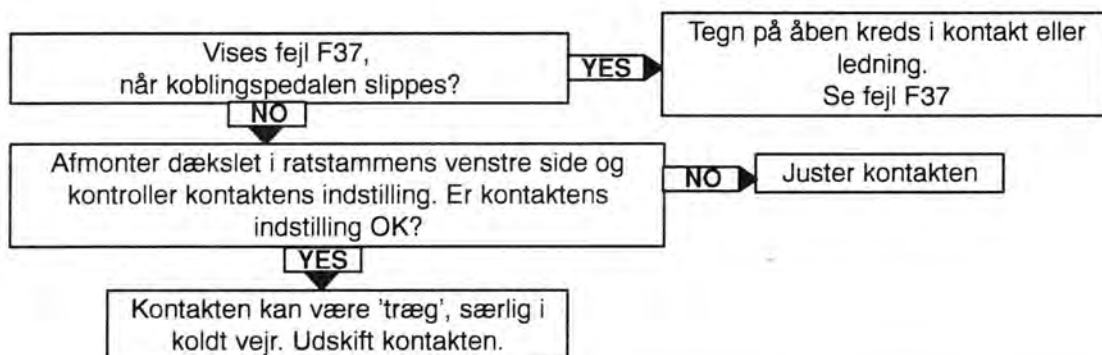 Vises fejl F37,
når koblingspedalen slippes?
YES
Tegn på åben kreds i kontakt eller
ledning.
Se fejl F37
NO
Afmonter dækslet i ratstammens venstre side og
kontroller kontaktens indstilling. Er kontaktens
indstilling OK?
NO
Juster kontakten
YES
Kontakten kan være 'træg', særlig i
koldt vejr. Udskift kontakten.